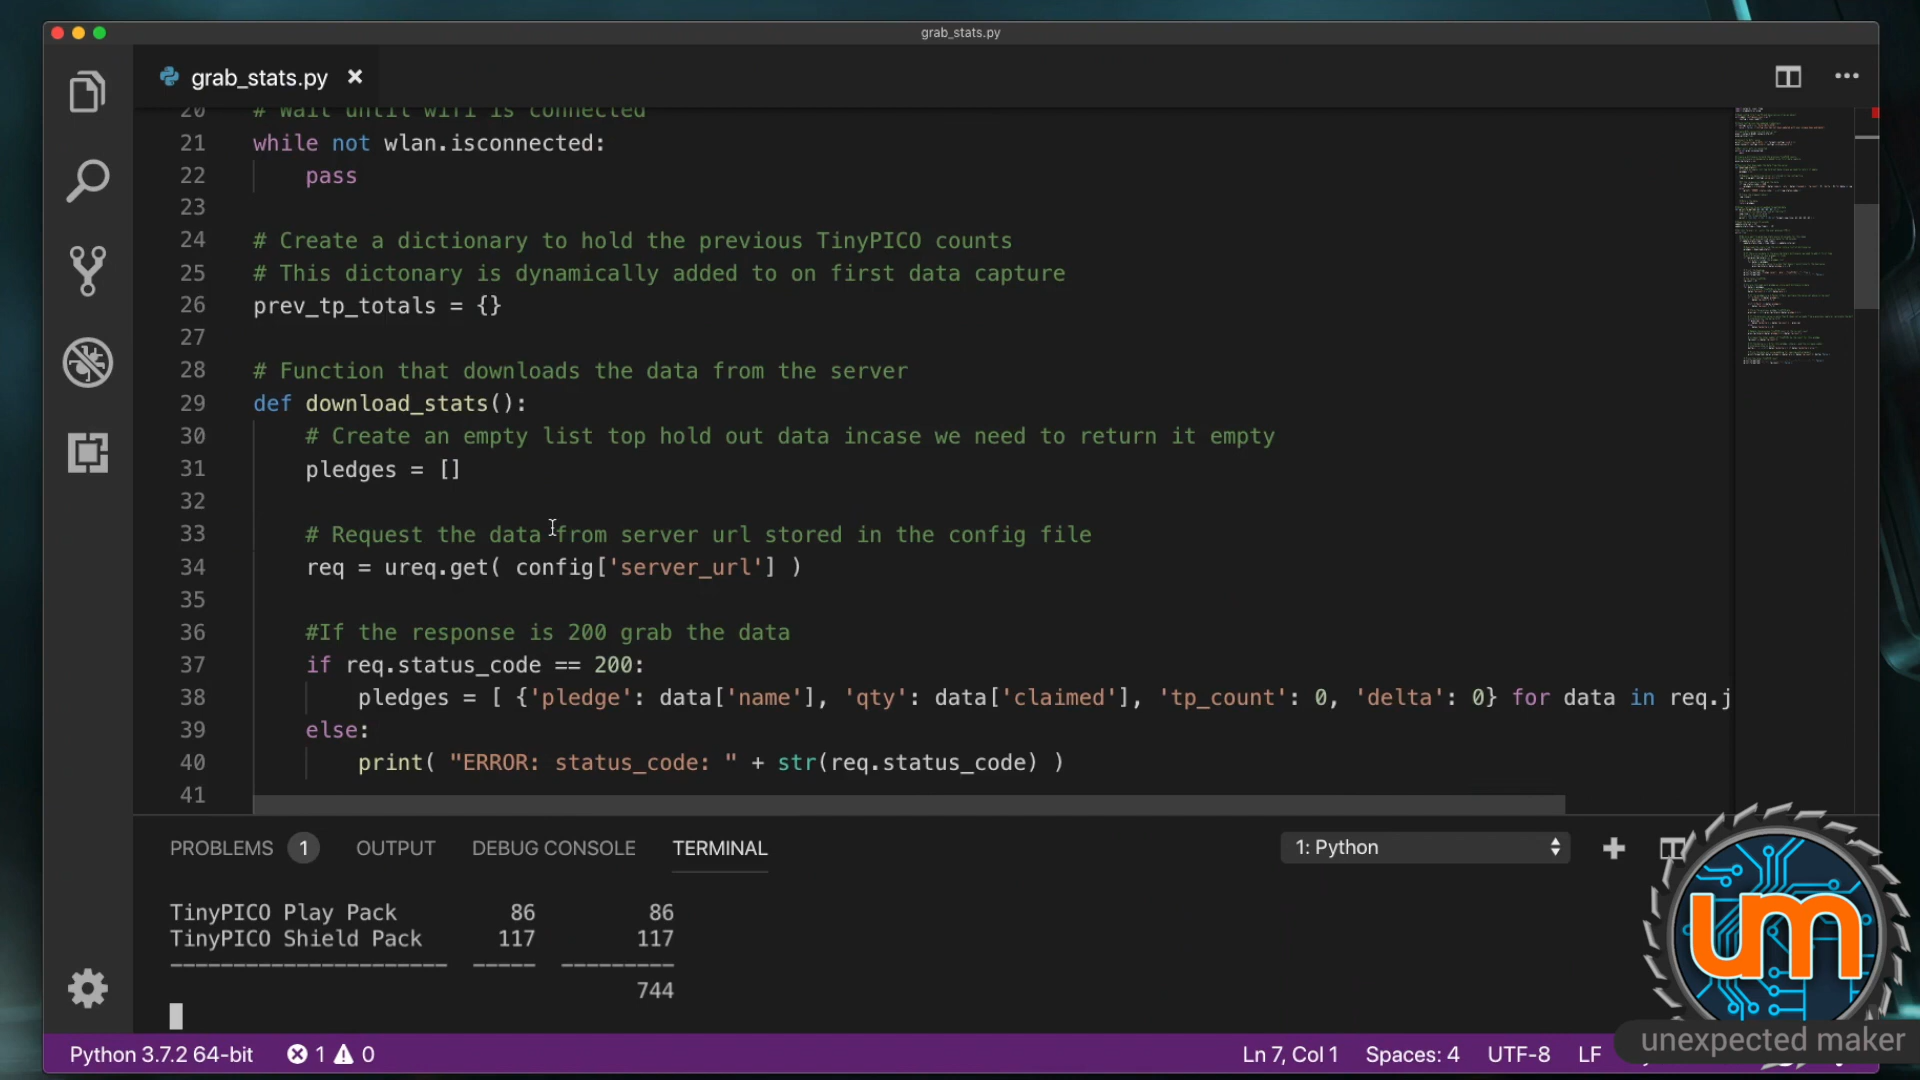 grab_stats.py
grab_stats.py
20 # Wait until wifi is connected
21 while not wlan.isconnected:
22 pass
23
24 # Create a dictionary to hold the previous TinyPICO counts
25 # This dictonary is dynamically added to on first data capture
26 prev_tp_totals = {}
27
28 # Function that downloads the data from the server
29 def download_stats():
30 # Create an empty list top hold out data incase we need to return it empty
31 pledges = []
32
33 # Request the data from server url stored in the config file
34 req = ureq.get( config['server_url'] )
35
36 #If the response is 200 grab the data
37 if req.status_code == 200:
38 pledges = [ {'pledge': data['name'], 'qty': data['claimed'], 'tp_count': 0, 'delta': 0} for data in req.j
39 else:
40 print( "ERROR: status_code: " + str(req.status_code) )
41
PROBLEMS 1 OUTPUT DEBUG CONSOLE TERMINAL 1: Python
TinyPICO Play Pack 86 86
TinyPICO Shield Pack 117 117
---------------------- ----- ---------
744
um
unexpected maker
Python 3.7.2 64-bit 1 0 Ln 7, Col 1 Spaces: 4 UTF-8 LF